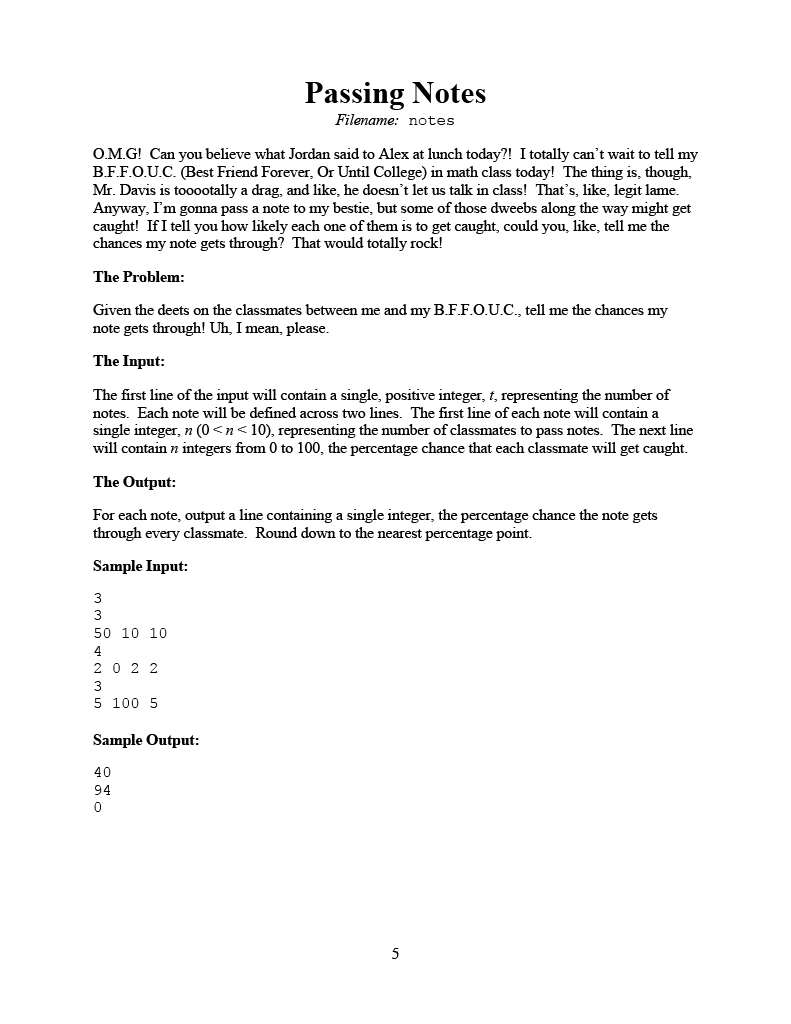 Passing Notes
Filename: notes
O.M.G!  Can you believe what Jordan said to Alex at lunch today?!  I totally can’t wait to tell my
B.F.F.O.U.C. (Best Friend Forever, Or Until College) in math class today!  The thing is, though,
Mr. Davis is tooootally a drag, and like, he doesn’t let us talk in class!  That’s, like, legit lame.
Anyway, I’m gonna pass a note to my bestie, but some of those dweebs along the way might get
caught!  If I tell you how likely each one of them is to get caught, could you, like, tell me the
chances my note gets through?  That would totally rock!
The Problem:
Given the deets on the classmates between me and my B.F.F.O.U.C., tell me the chances my
note gets through! Uh, I mean, please.
The Input:
The first line of the input will contain a single, positive integer, t, representing the number of
notes.  Each note will be defined across two lines.  The first line of each note will contain a
single integer, n (0 < n < 10), representing the number of classmates to pass notes.  The next line
will contain n integers from 0 to 100, the percentage chance that each classmate will get caught.
The Output:
For each note, output a line containing a single integer, the percentage chance the note gets
through every classmate.  Round down to the nearest percentage point.
Sample Input:
3
3
50 10 10
4
2 0 2 2
3
5 100 5
Sample Output:
40
94
0
5